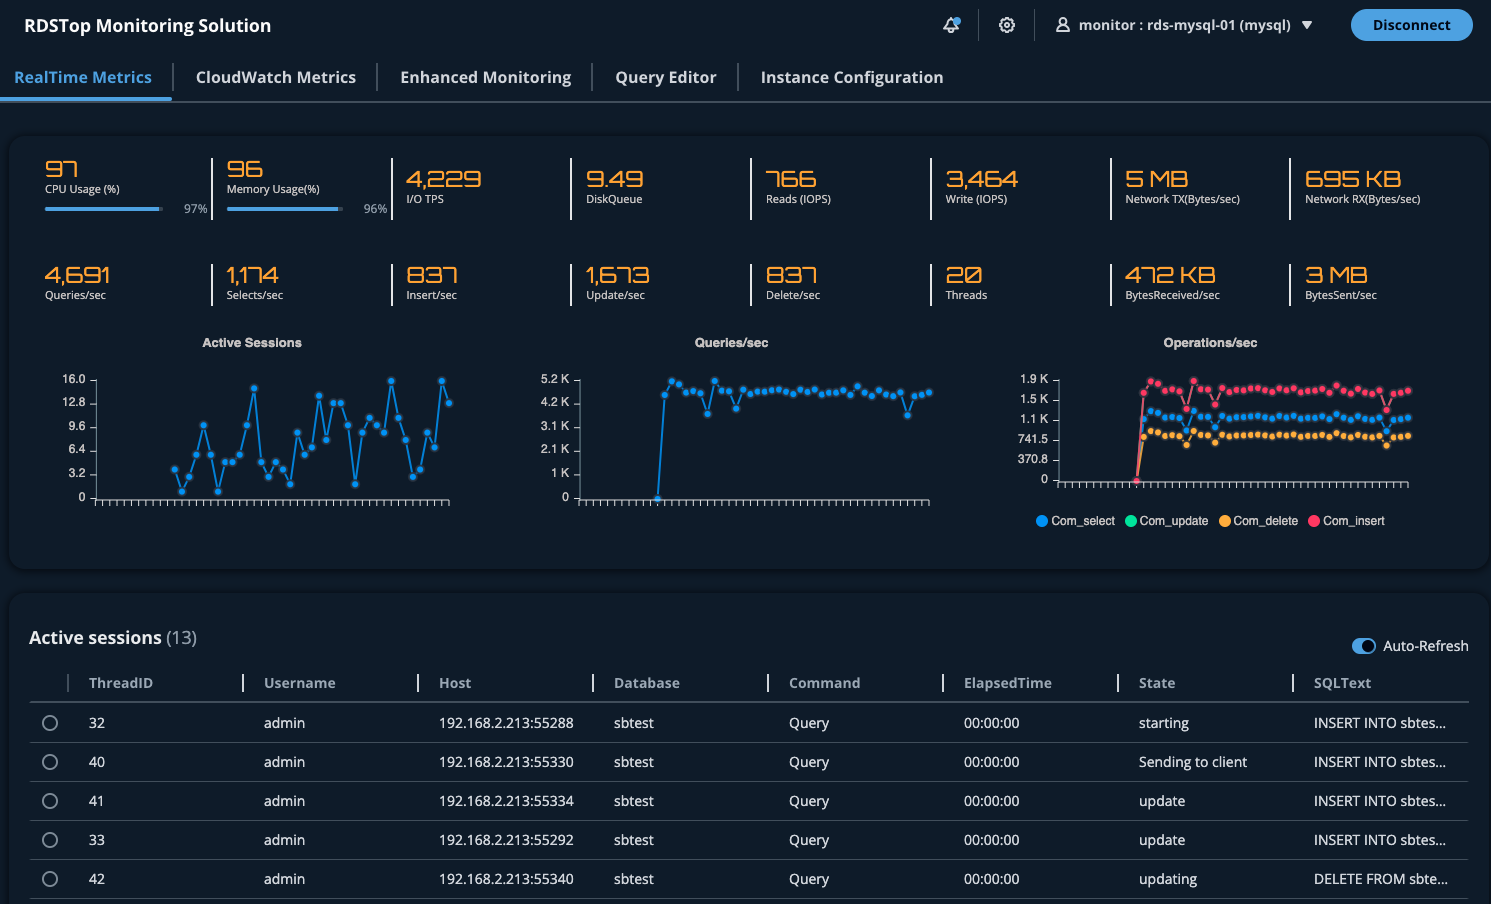 RDSTop Monitoring Solution
monitor : rds-mysql-01 (mysql)
Disconnect
RealTime Metrics
CloudWatch Metrics
Enhanced Monitoring
Query Editor
Instance Configuration
97
CPU Usage (%)
97%
96
Memory Usage(%)
96%
4,229
I/O TPS
9.49
DiskQueue
766
Reads (IOPS)
3,464
Write (IOPS)
5 MB
Network TX(Bytes/sec)
695 KB
Network RX(Bytes/sec)
4,691
Queries/sec
1,174
Selects/sec
837
Insert/sec
1,673
Update/sec
837
Delete/sec
20
Threads
472 KB
BytesReceived/sec
3 MB
BytesSent/sec
Active Sessions
16.0
12.8
9.6
6.4
3.2
0
Queries/sec
5.2 K
4.2 K
3.1 K
2.1 K
1 K
0
Operations/sec
1.9 K
1.5 K
1.1 K
741.5
370.8
0
Com_select Com_update Com_delete Com_insert
Active sessions (13)
Auto-Refresh
ThreadID Username Host Database Command ElapsedTime State SQLText
32 admin 192.168.2.213:55288 sbtest Query 00:00:00 starting INSERT INTO sbtes...
40 admin 192.168.2.213:55330 sbtest Query 00:00:00 Sending to client INSERT INTO sbtes...
41 admin 192.168.2.213:55334 sbtest Query 00:00:00 update INSERT INTO sbtes...
33 admin 192.168.2.213:55292 sbtest Query 00:00:00 update INSERT INTO sbtes...
42 admin 192.168.2.213:55340 sbtest Query 00:00:00 updating DELETE FROM sbte...